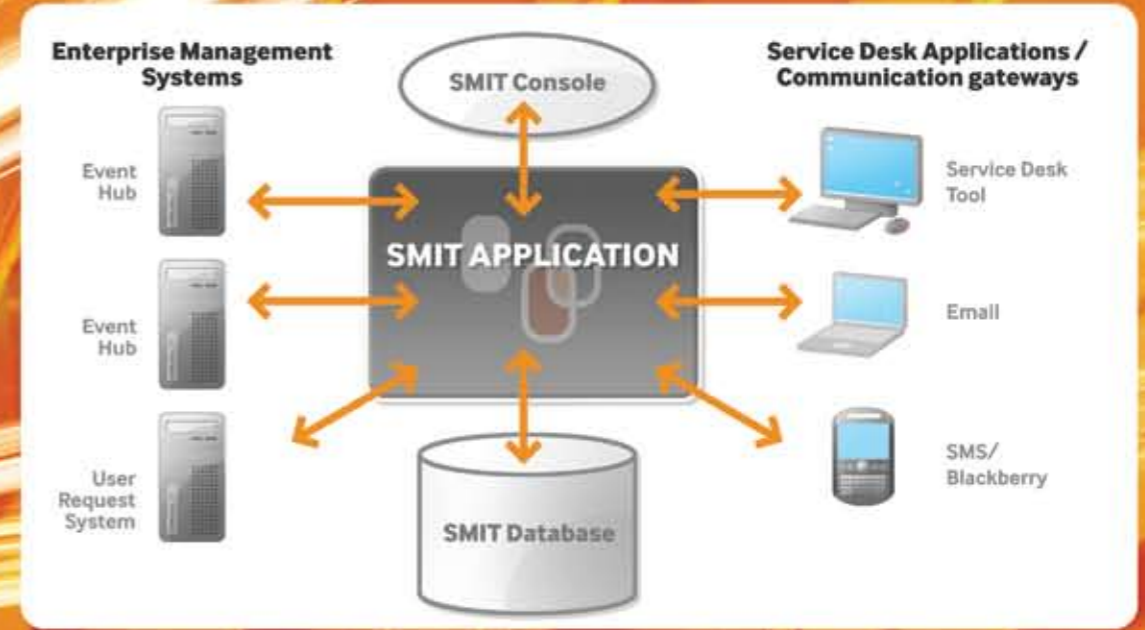 Enterprise Management
Systems
Event
Hub
Event
Hub
User
Request
System
SMIT Console
SMIT APPLICATION
SMIT Database
Service Desk Applications /
Communication gateways
Service Desk
Tool
Email
SMS/
Blackberry